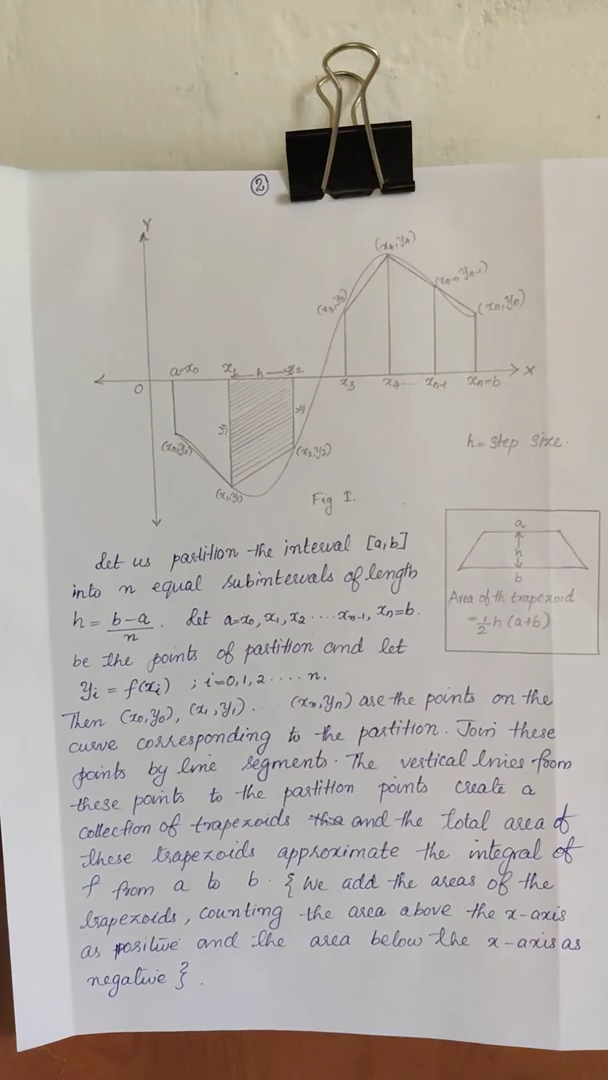 ②
Y
(x₄,y₄)
(xₙ₋₁,yₙ₋₁)
(x₃,y₃)
(xₙ,yₙ)
a=x₀ x₁ h x₂
X
O
x₃ x₄ xₙ₋₁ xₙ=b
y₁
(x₀,y₀)
(x₂,y₂)
(x₁,y₁)
h = step size.
Fig I.
a
h
b
Area of th trapezoid
= 1/2 h (a+b)
Let us partition the interval [a,b]
into n equal subintervals of length
h = (b-a)/n . Let a=x₀, x₁, x₂ ....xₙ₋₁, xₙ=b.
be the points of partition and let
yᵢ = f(xᵢ) ; i=0,1,2 ..... n.
Then (x₀,y₀), (x₁,y₁)... (xₙ,yₙ) are the points on the
curve corresponding to the partition. Join these
points by line segments. The vertical lines from
these points to the partition points create a
collection of trapezoids and the total area of
these trapezoids approximate the integral of
f from a to b. {We add the areas of the
trapezoids, counting the area above the x-axis
as positive and the area below the x-axis as
negative}.